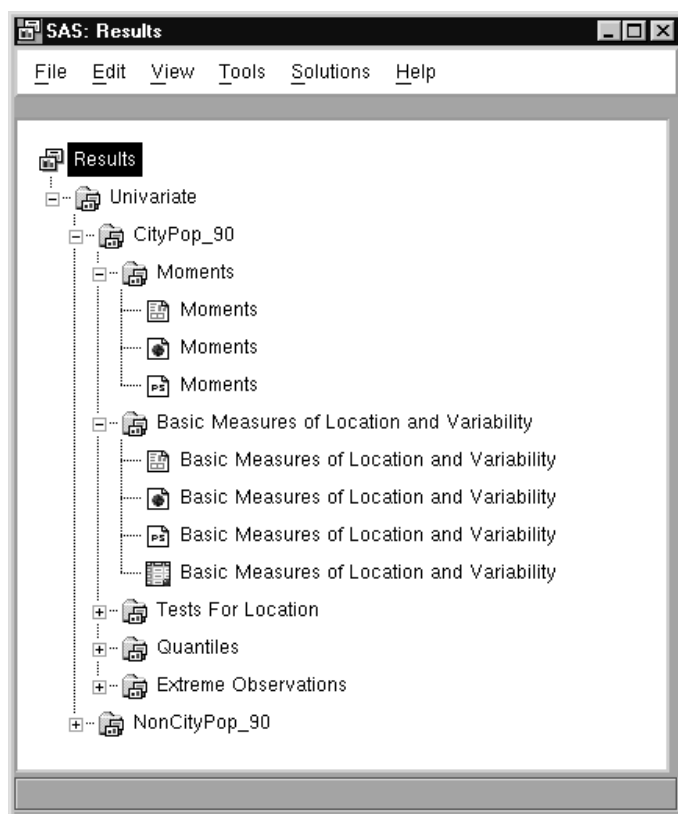 SAS: Results
File Edit View Tools Solutions Help
Results
Univariate
CityPop_90
Moments
Moments
Moments
Moments
Basic Measures of Location and Variability
Basic Measures of Location and Variability
Basic Measures of Location and Variability
Basic Measures of Location and Variability
Basic Measures of Location and Variability
Tests For Location
Quantiles
Extreme Observations
NonCityPop_90